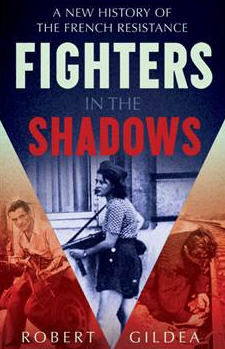 A NEW HISTORY OF
THE FRENCH RESISTANCE
FIGHTERS
IN THE
SHADOWS
ROBERT GILDEA